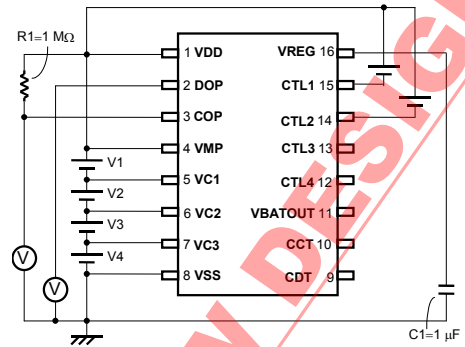 R1=1 MΩ
1 VDD
2 DOP
3 COP
4 VMP
5 VC1
6 VC2
7 VC3
8 VSS
VREG 16
CTL1 15
CTL2 14
CTL3 13
CTL4 12
VBATOUT 11
CCT 10
CDT 9
V1
V2
V3
V4
V
V
C1=1 μF
W DESIG